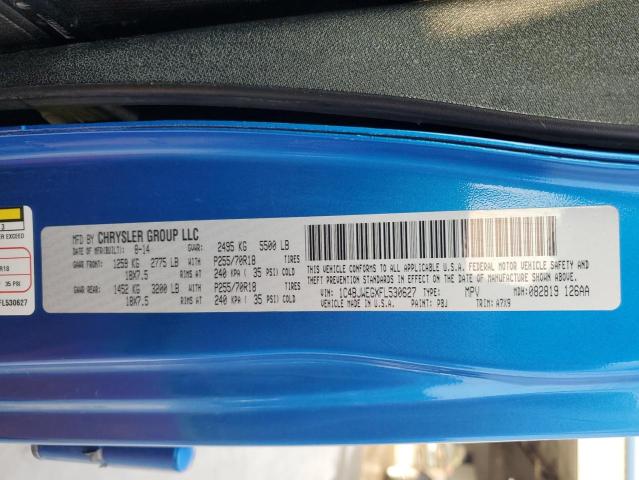 3
ER EXCEED
R18
35 PSI
FL530627
MFD BY CHRYSLER GROUP LLC
DATE OF MFR(BUILT): 8-14 GVWR: 2495 KG 5500 LB
GAWR FRONT: 1259 KG 2775 LB WITH P255/70R18 TIRES
18X7.5 RIMS AT 240 KPA ( 35 PSI) COLD
GAWR REAR: 1452 KG 3200 LB WITH P255/70R18 TIRES
18X7.5 RIMS AT 240 KPA ( 35 PSI) COLD
THIS VEHICLE CONFORMS TO ALL APPLICABLE U.S.A. FEDERAL MOTOR VEHICLE SAFETY AND
THEFT PREVENTION STANDARDS IN EFFECT ON THE DATE OF MANUFACTURE SHOWN ABOVE.
VIN: 1C4BJWEGXFL530627 TYPE: MPV MDH: 082819 126AA
VEHICLE MADE IN U.S.A. PAINT: PBJ TRIM: A7X9